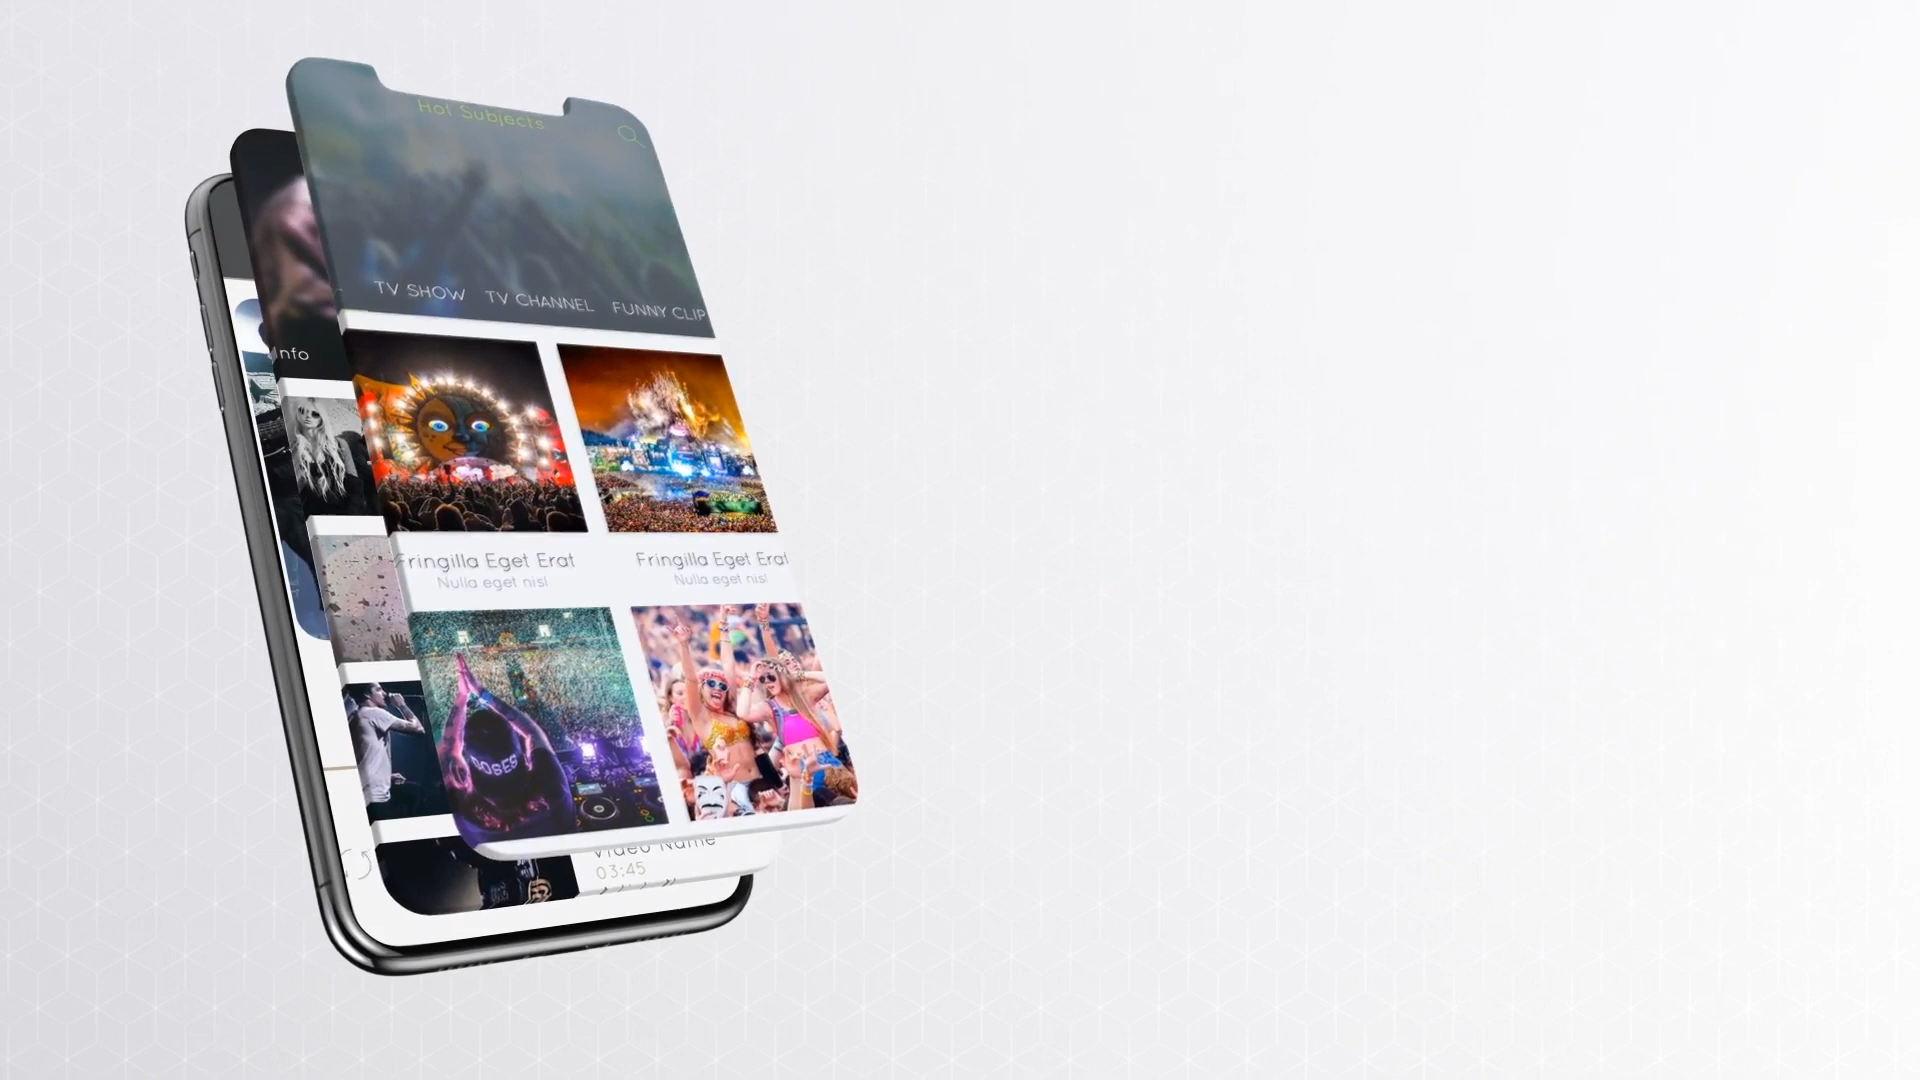 Hot Subjects
TV SHOW TV CHANNEL FUNNY CLIP
Info
Fringilla Eget Erat
Nulla eget nisl
Fringilla Eget Erat
Nulla eget nisl
DOSES
Video Name
03:45